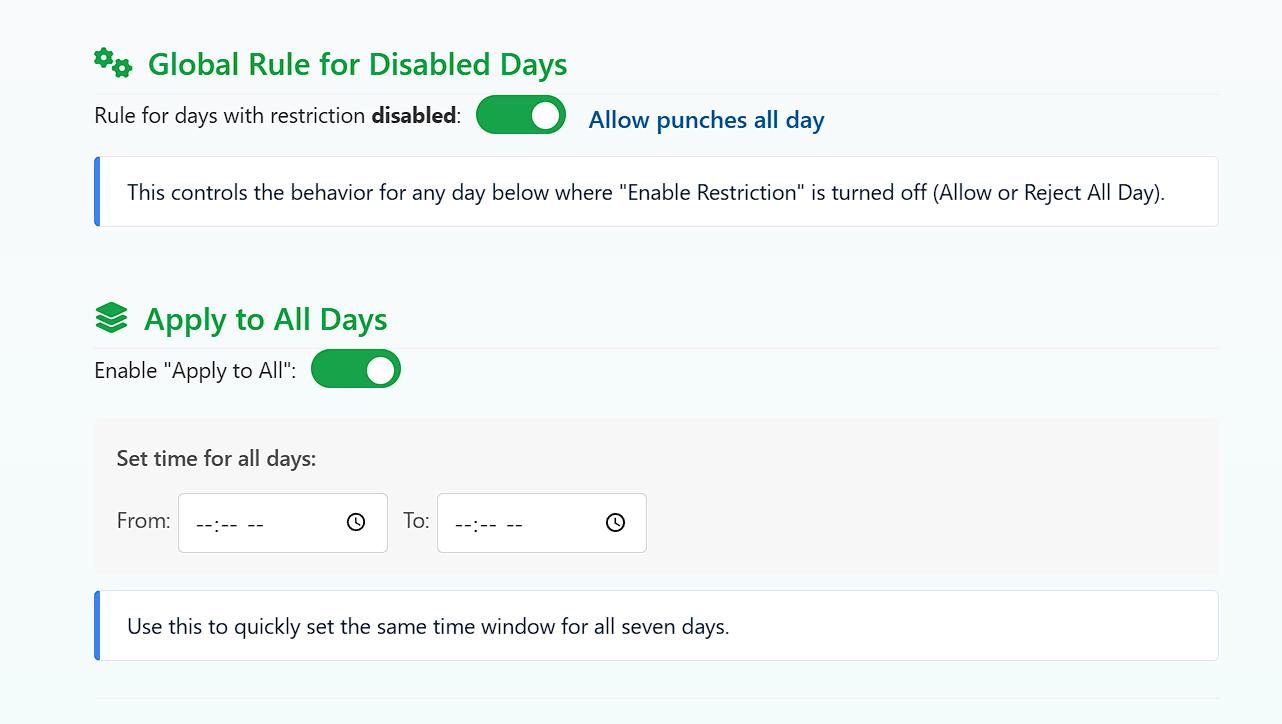 Global Rule for Disabled Days
Rule for days with restriction disabled: Allow punches all day
This controls the behavior for any day below where "Enable Restriction" is turned off (Allow or Reject All Day).
Apply to All Days
Enable "Apply to All":
Set time for all days:
From: --:-- -- To: --:-- --
Use this to quickly set the same time window for all seven days.